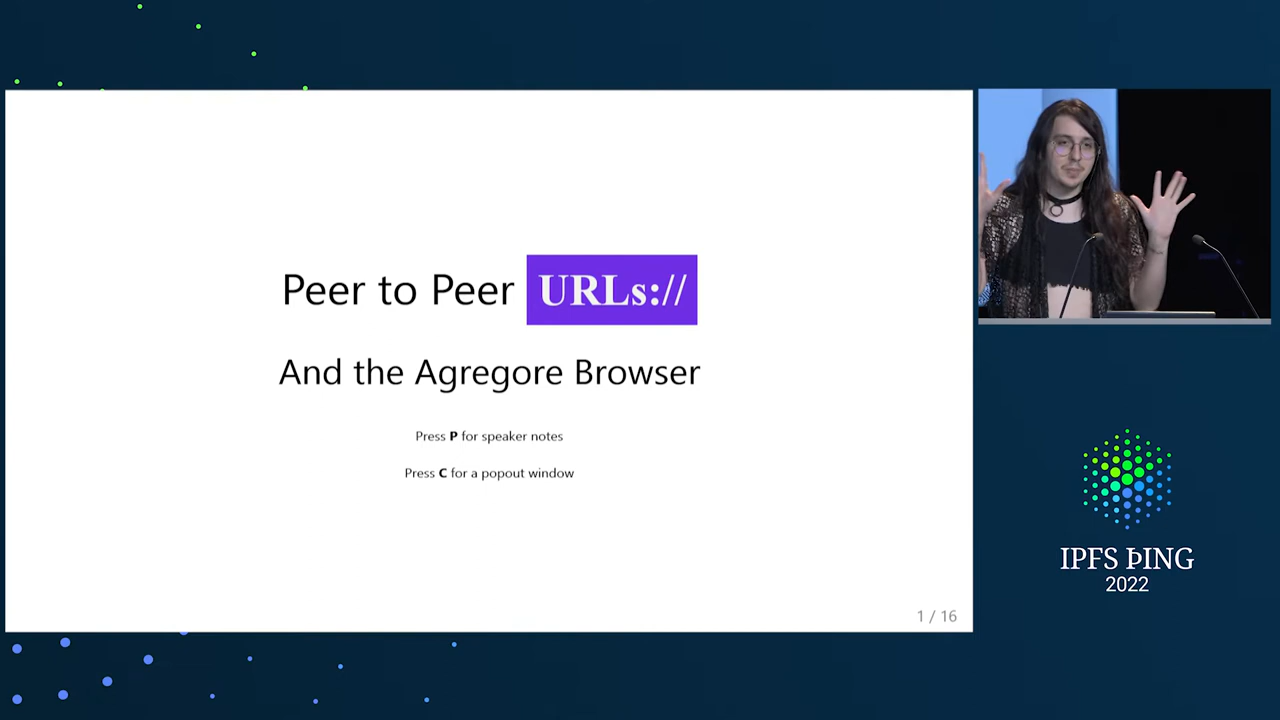 Peer to Peer URLs://
And the Agregore Browser
Press P for speaker notes
Press C for a popout window
1 / 16
IPFS ÞING
2022